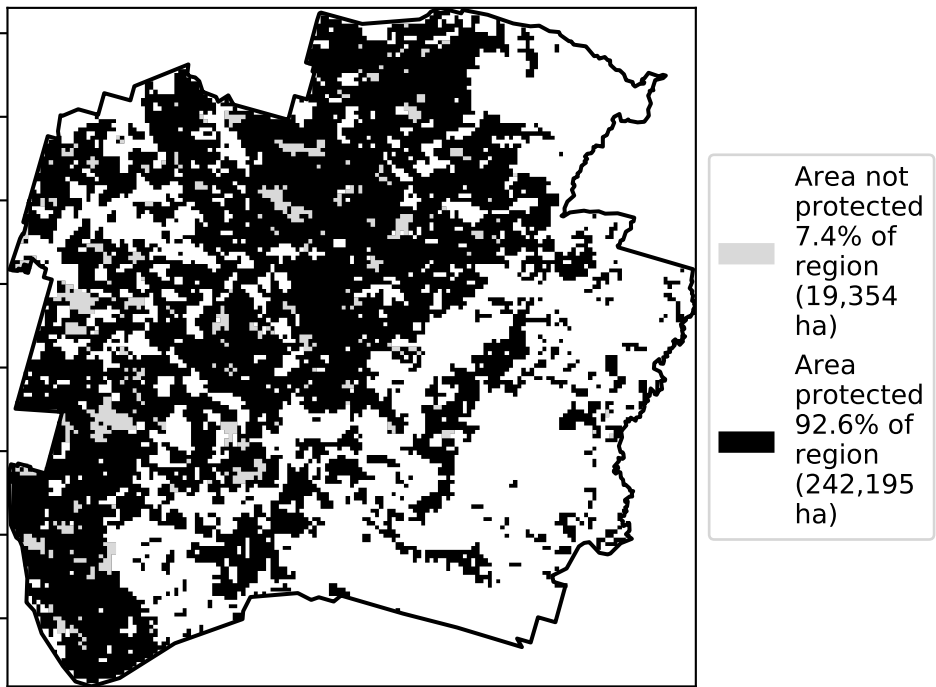 Area not
protected
7.4% of
region
(19,354
ha)
Area
protected
92.6% of
region
(242,195
ha)